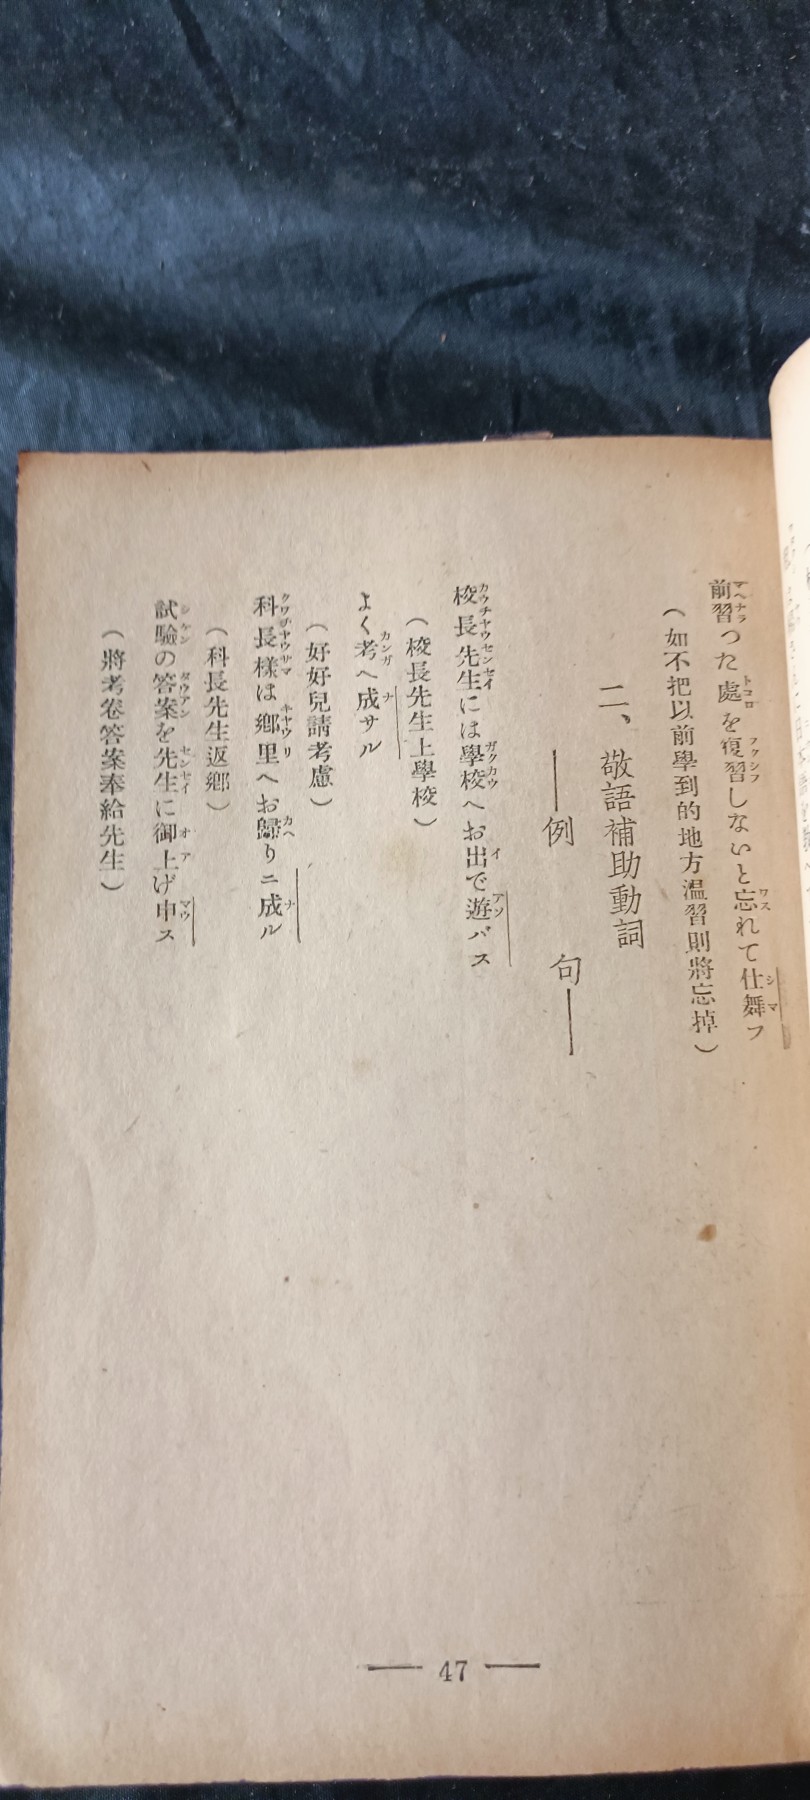 前習った處を復習しないと忘れて仕舞フ
（如不把以前學到的地方温習則將忘掉）
二、敬語補助動詞
――例　句――
校長先生には學校へお出で遊バス
（校長先生上學校）
よく考へ成サル
（好好兒請考慮）
科長樣は鄕里へお歸りニ成ル
（科長先生返鄕）
試驗の答案を先生に御上げ申ス
（將考卷答案奉給先生）
― 47 ―